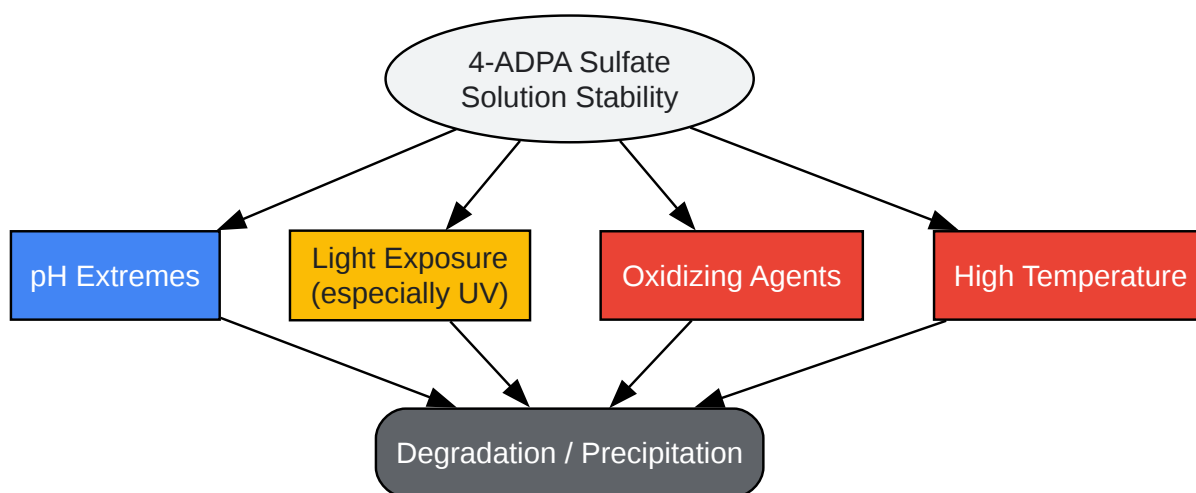 4-ADPA Sulfate
Solution Stability
pH Extremes
Light Exposure
(especially UV)
Oxidizing Agents
High Temperature
Degradation / Precipitation